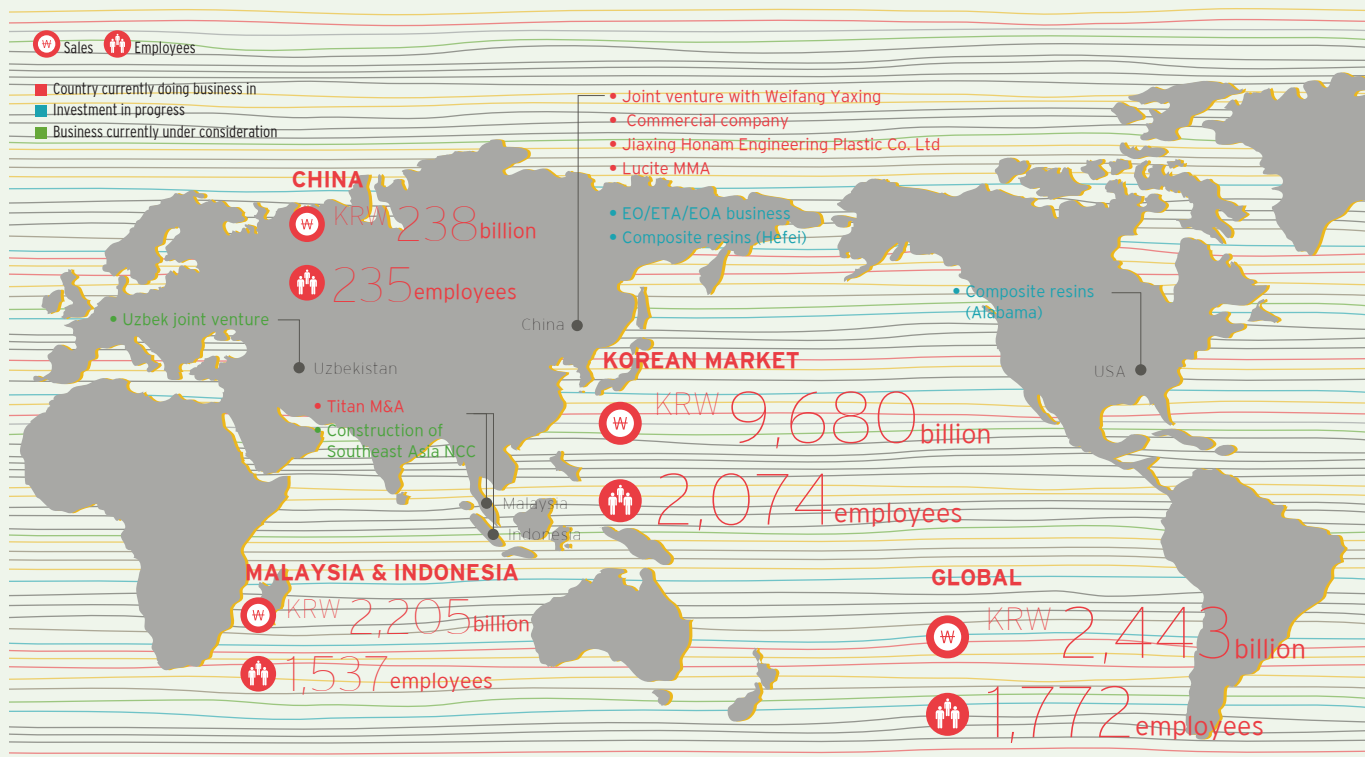 ₩ Sales Employees
Country currently doing business in
Investment in progress
Business currently under consideration
• Joint venture with Weifang Yaxing
• Commercial company
• Jiaxing Honam Engineering Plastic Co. Ltd
• Lucite MMA
• EO/ETA/EOA business
• Composite resins (Hefei)
CHINA
₩ KRW 238 billion
235 employees
• Uzbek joint venture
China
Uzbekistan
• Composite resins
(Alabama)
USA
KOREAN MARKET
₩ KRW 9,680 billion
2,074 employees
• Titan M&A
• Construction of
Southeast Asia NCC
Malaysia
Indonesia
MALAYSIA & INDONESIA
₩ KRW 2,205 billion
1,537 employees
GLOBAL
₩ KRW 2,443 billion
1,772 employees